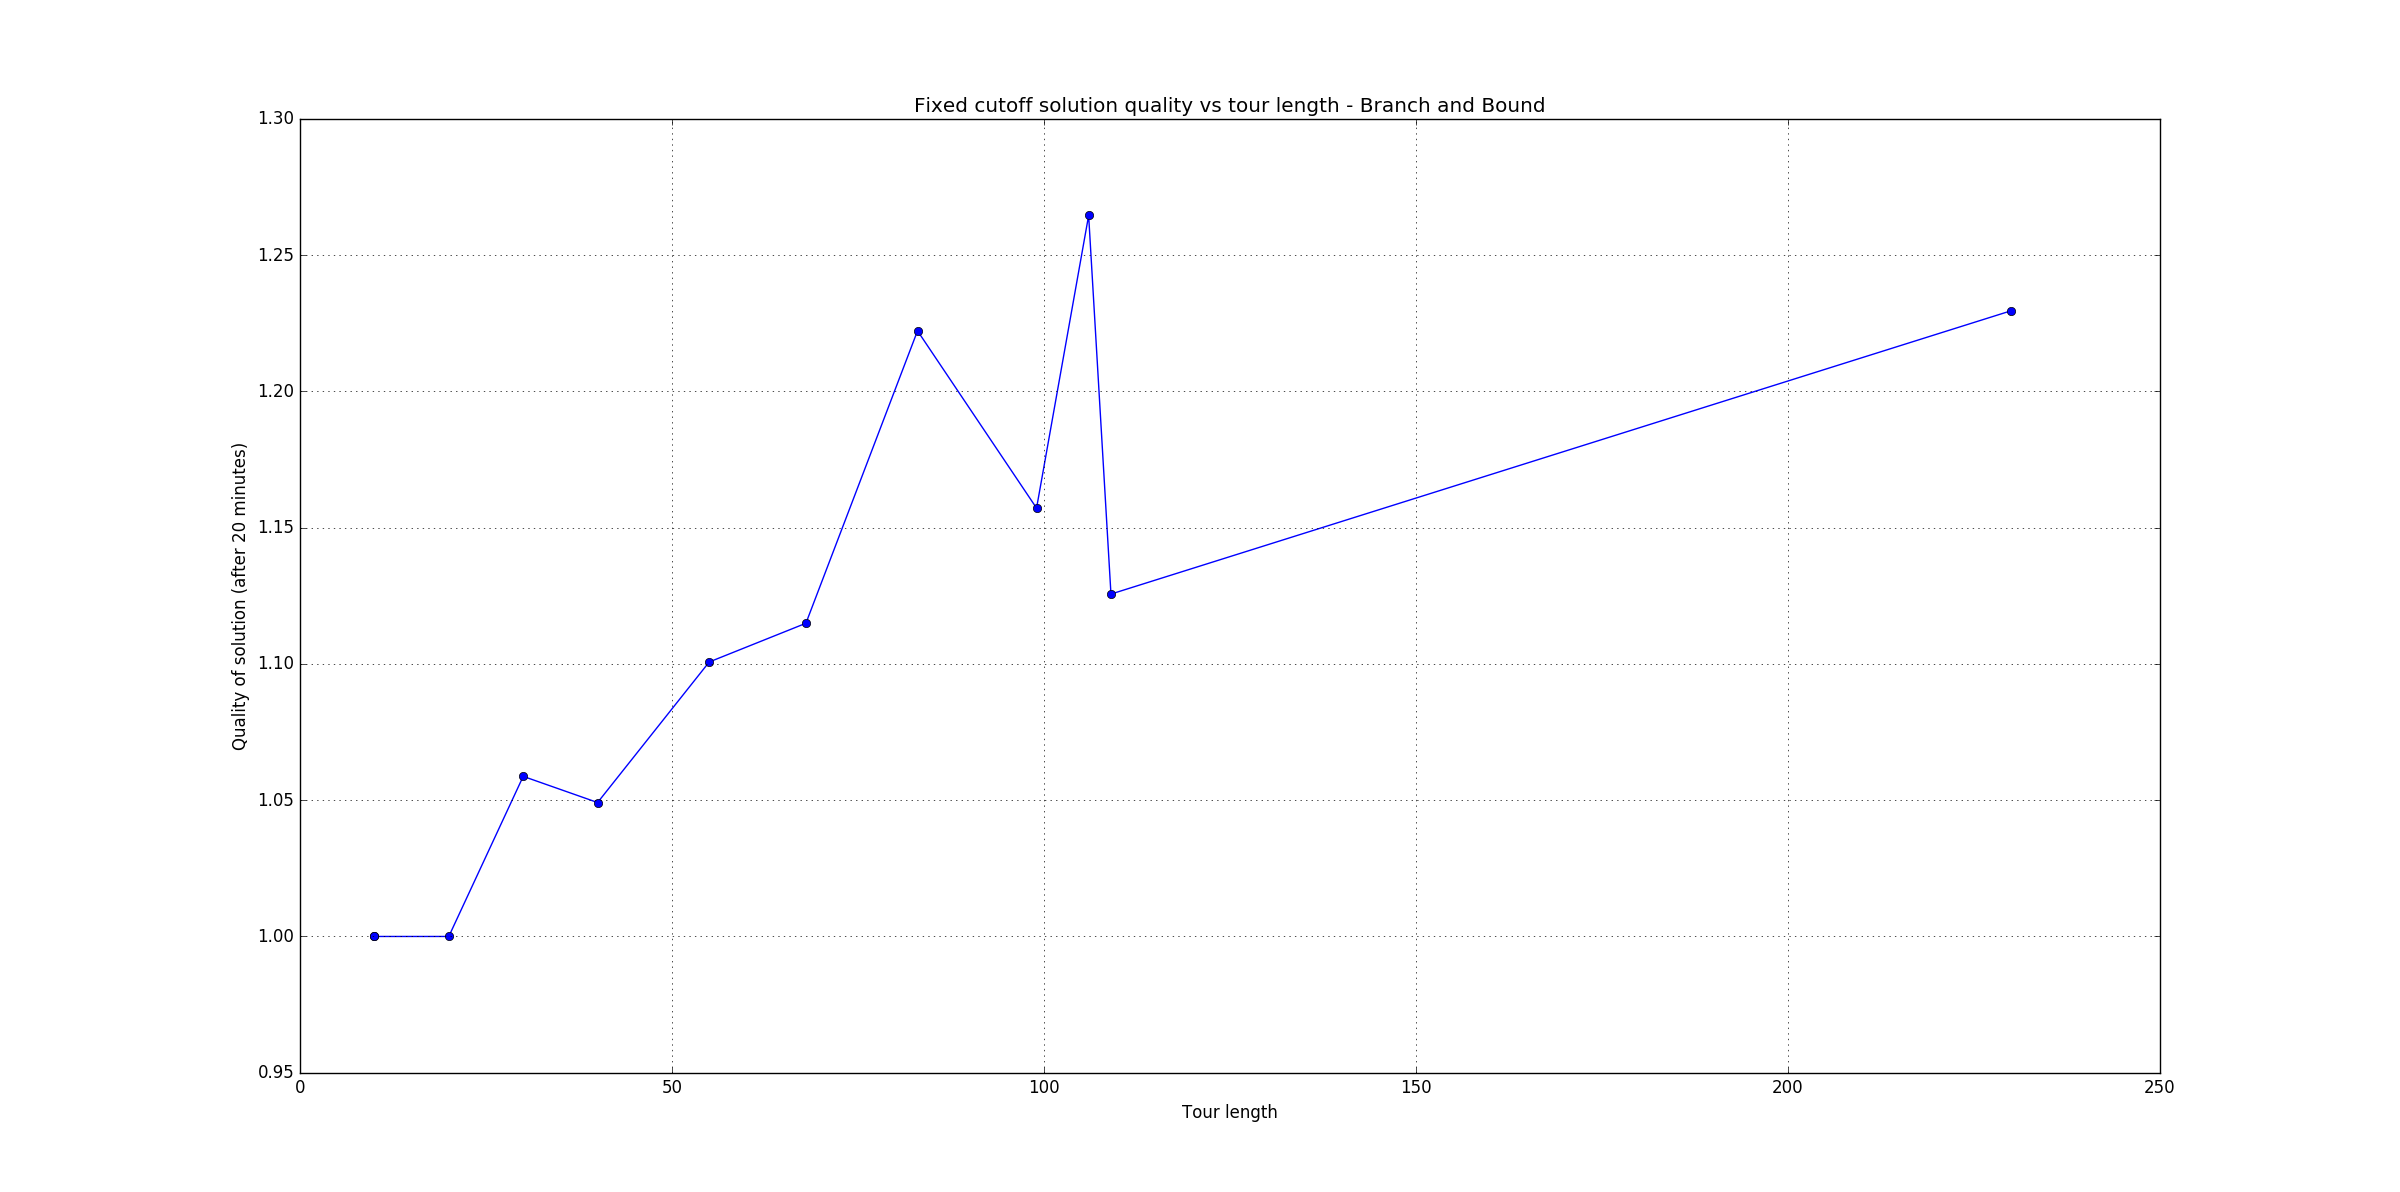 Fixed cutoff solution quality vs tour length - Branch and Bound
1.30
1.25
1.20
1.15
1.10
1.05
1.00
0.95
Quality of solution (after 20 minutes)
0 50 100 150 200 250
Tour length